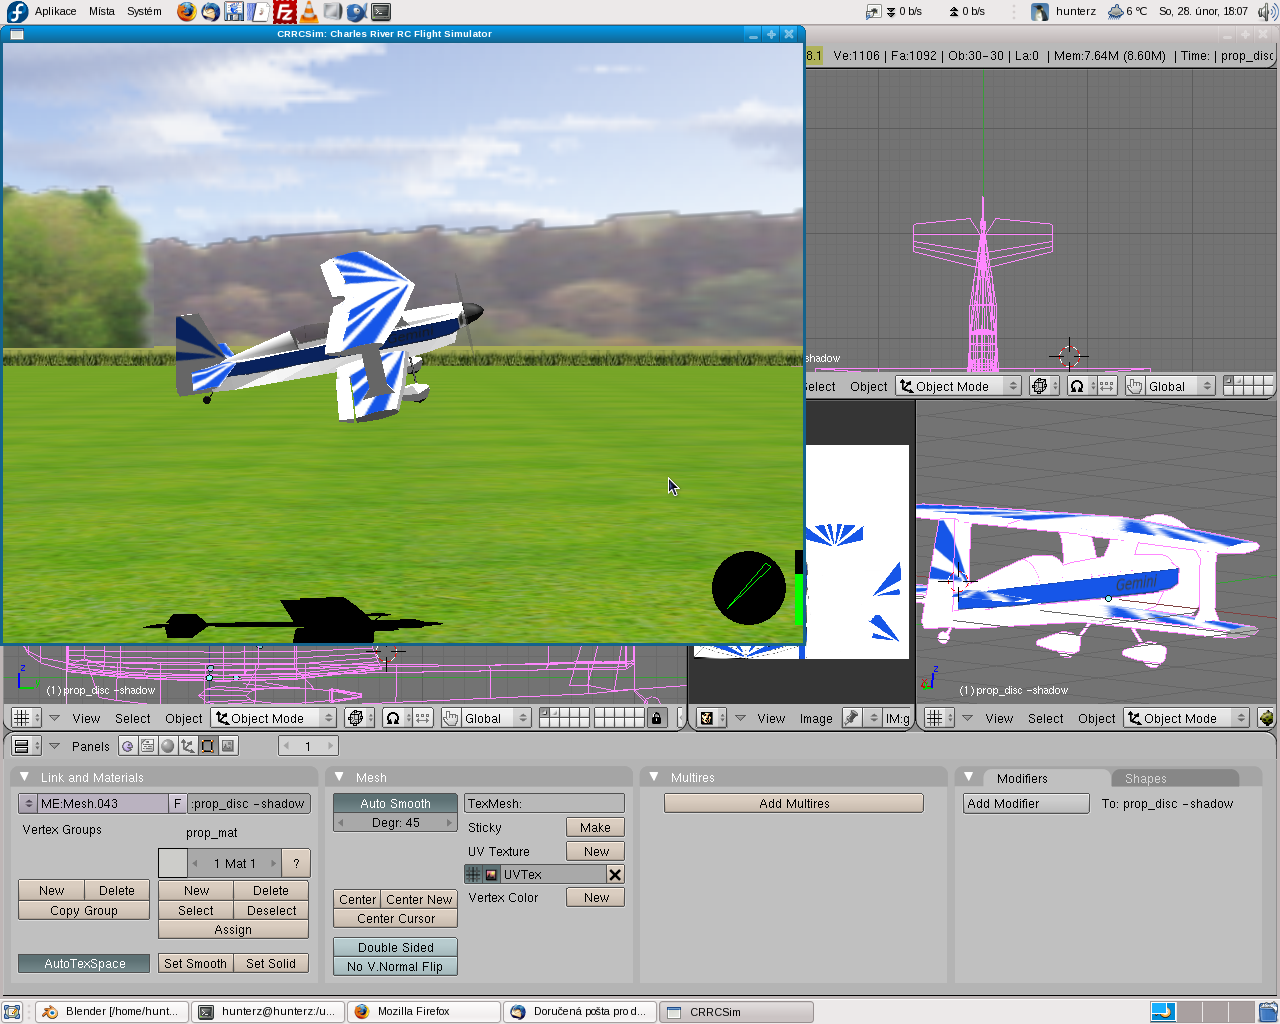 Aplikace Místa Systém
0 b/s 0 b/s hunterz 6 °C So, 28. únor, 18:07
CRRCSim: Charles River RC Flight Simulator
8.1 Ve:1106 | Fa:1092 | Ob:30-30 | La:0 | Mem:7.64M (8.60M) | Time: | prop_disc
shadow
elect Object Object Mode Global
Gemini
z
(1) prop_disc -shadow
z
(1) prop_disc -shadow
View Select Object Object Mode Global
View Image IM:g
View Select Object Object Mode
Panels 1
Link and Materials
ME:Mesh.043 F :prop_disc -shadow
Vertex Groups
prop_mat
1 Mat 1 ?
New Delete New Delete
Copy Group Select Deselect
Assign
AutoTexSpace Set Smooth Set Solid
Mesh
Auto Smooth TexMesh:
Degr: 45 Sticky Make
UV Texture New
UVTex
Center Center New Vertex Color New
Center Cursor
Double Sided
No V.Normal Flip
Multires
Add Multires
Modifiers Shapes
Add Modifier To: prop_disc -shadow
Blender [/home/hunt... hunterz@hunterz:/u... Mozilla Firefox Doručená pošta pro d... CRRCSim